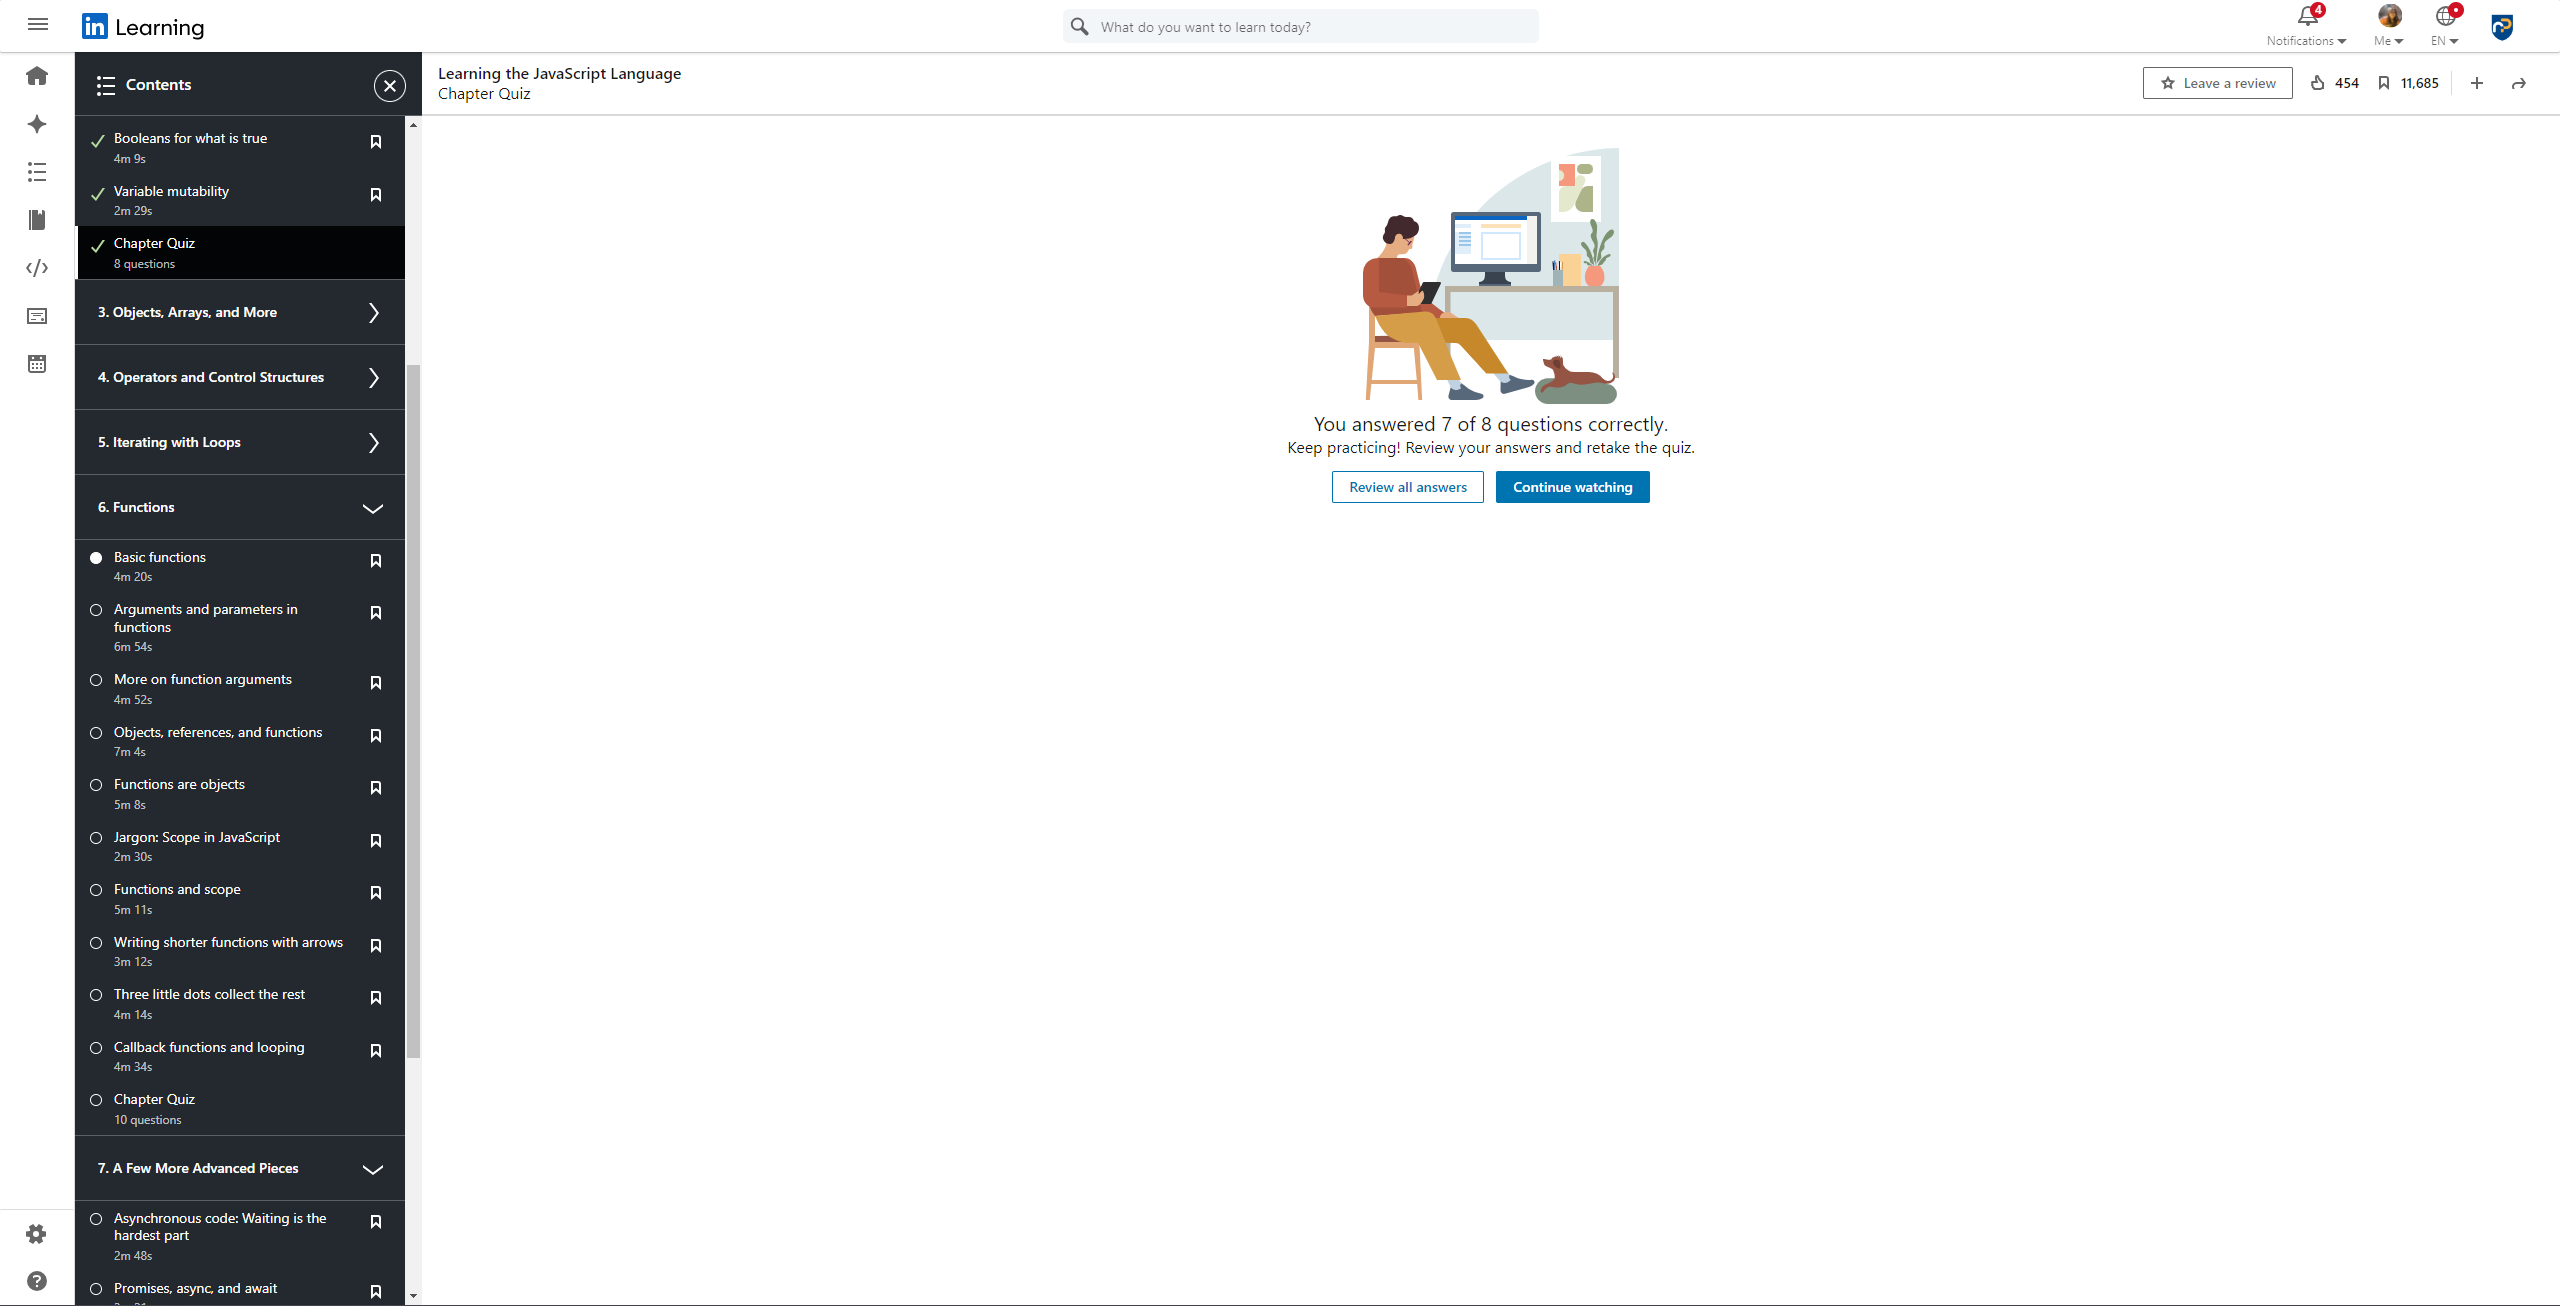 in Learning
What do you want to learn today?
4
Notifications
Me
EN
Contents
Learning the JavaScript Language
Chapter Quiz
Leave a review
454
11,685
Booleans for what is true
4m 9s
Variable mutability
2m 29s
Chapter Quiz
8 questions
3. Objects, Arrays, and More
4. Operators and Control Structures
5. Iterating with Loops
6. Functions
Basic functions
4m 20s
Arguments and parameters in
functions
6m 54s
More on function arguments
4m 52s
Objects, references, and functions
7m 4s
Functions are objects
5m 8s
Jargon: Scope in JavaScript
2m 30s
Functions and scope
5m 11s
Writing shorter functions with arrows
3m 12s
Three little dots collect the rest
4m 14s
Callback functions and looping
4m 34s
Chapter Quiz
10 questions
7. A Few More Advanced Pieces
Asynchronous code: Waiting is the
hardest part
2m 48s
Promises, async, and await
You answered 7 of 8 questions correctly.
Keep practicing! Review your answers and retake the quiz.
Review all answers
Continue watching